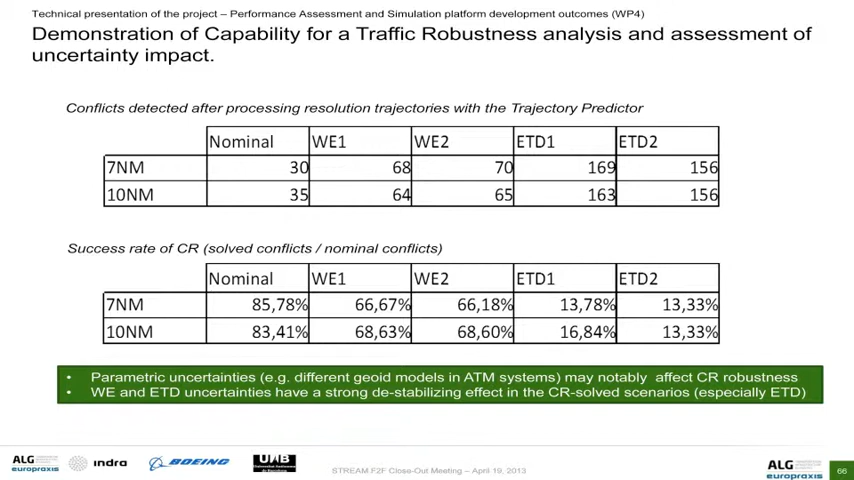 Technical presentation of the project – Performance Assessment and Simulation platform development outcomes (WP4)
Demonstration of Capability for a Traffic Robustness analysis and assessment of
uncertainty impact.
Conflicts detected after processing resolution trajectories with the Trajectory Predictor
Nominal WE1 WE2 ETD1 ETD2
7NM 30 68 70 169 156
10NM 35 64 65 163 156
Success rate of CR (solved conflicts / nominal conflicts)
Nominal WE1 WE2 ETD1 ETD2
7NM 85,78% 66,67% 66,18% 13,78% 13,33%
10NM 83,41% 68,63% 68,60% 16,84% 13,33%
• Parametric uncertainties (e.g. different geoid models in ATM systems) may notably affect CR robustness
• WE and ETD uncertainties have a strong de-stabilizing effect in the CR-solved scenarios (especially ETD)
ALG europraxis indra BOEING UAB
STREAM.F2F Close-Out Meeting – April 19, 2013
ALG europraxis
66